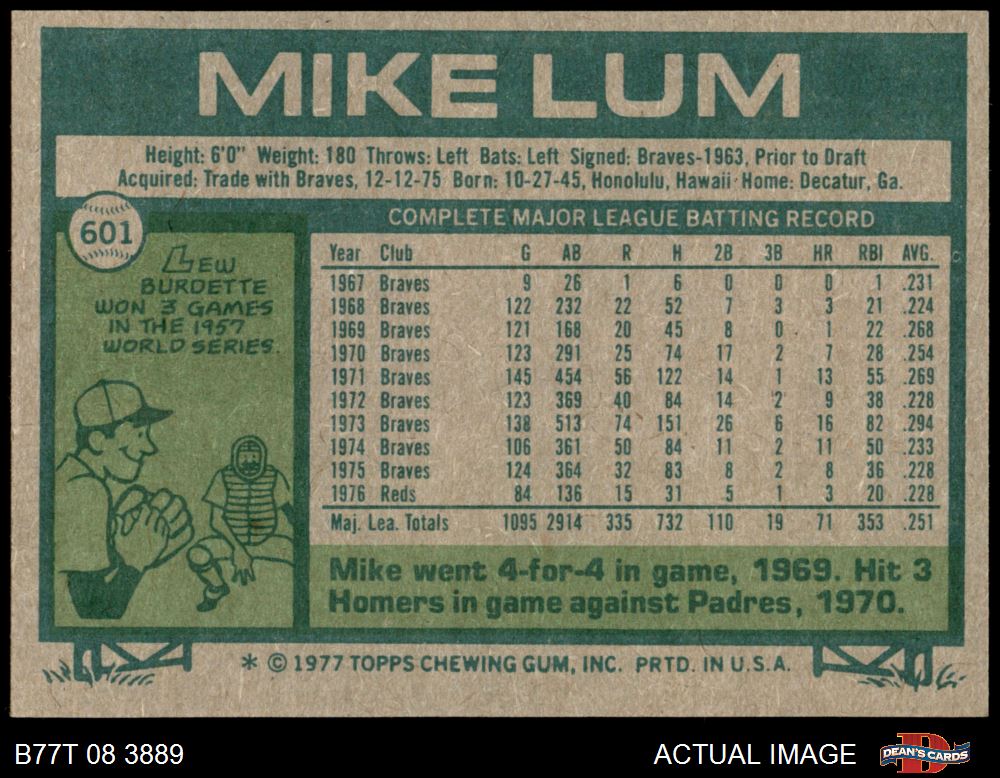 MIKE LUM
Height: 6'0" Weight: 180 Throws: Left Bats: Left Signed: Braves-1963, Prior to Draft
Acquired: Trade with Braves, 12-12-75 Born: 10-27-45, Honolulu, Hawaii Home: Decatur, Ga.
601
LEW
BURDETTE
WON 3 GAMES
IN THE 1957
WORLD SERIES.
COMPLETE MAJOR LEAGUE BATTING RECORD
Year Club G AB R H 2B 3B HR RBI AVG.
1967 Braves 9 26 1 6 0 0 0 1 .231
1968 Braves 122 232 22 52 7 3 3 21 .224
1969 Braves 121 168 20 45 8 0 1 22 .268
1970 Braves 123 291 25 74 17 2 7 28 .254
1971 Braves 145 454 56 122 14 1 13 55 .269
1972 Braves 123 369 40 84 14 2 9 38 .228
1973 Braves 138 513 74 151 26 6 16 82 .294
1974 Braves 106 361 50 84 11 2 11 50 .233
1975 Braves 124 364 32 83 8 2 8 36 .228
1976 Reds 84 136 15 31 5 1 3 20 .228
Maj. Lea. Totals 1095 2914 335 732 110 19 71 353 .251
Mike went 4-for-4 in game, 1969. Hit 3
Homers in game against Padres, 1970.
* © 1977 TOPPS CHEWING GUM, INC. PRTD. IN U.S.A.
B77T 08 3889 ACTUAL IMAGE DEAN'S CARDS